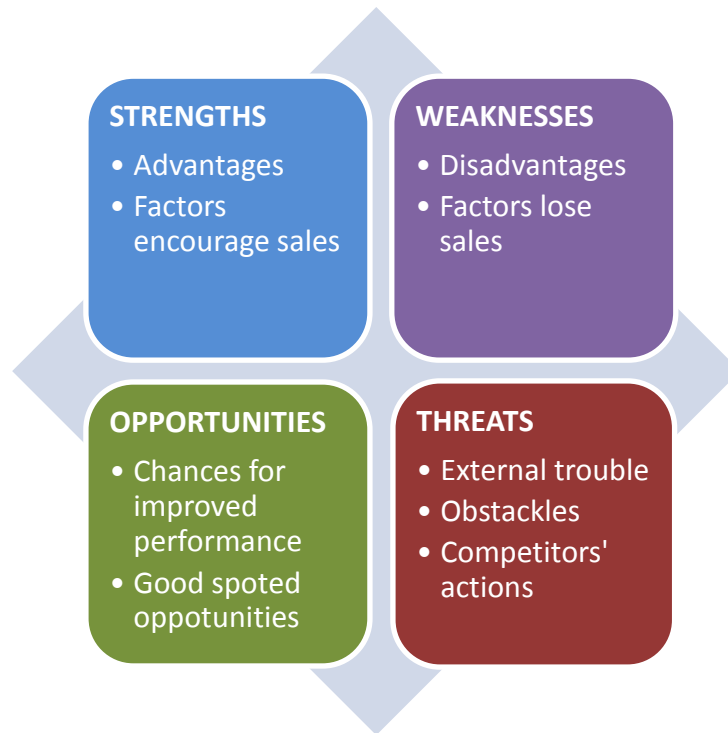 STRENGTHS
• Advantages
• Factors
encourage sales
WEAKNESSES
• Disadvantages
• Factors lose
sales
OPPORTUNITIES
• Chances for
improved
performance
• Good spoted
oppotunities
THREATS
• External trouble
• Obstackles
• Competitors'
actions